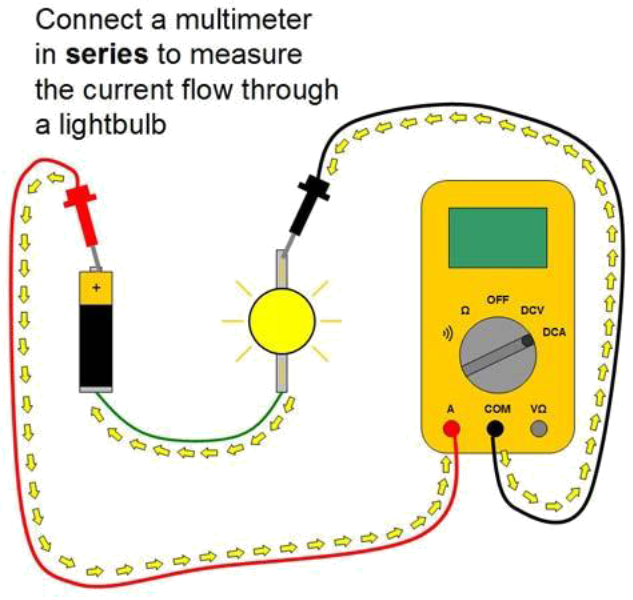 Connect a multimeter
in series to measure
the current flow through
a lightbulb
+
OFF
Ω
DCV
DCA
A
COM
VΩ